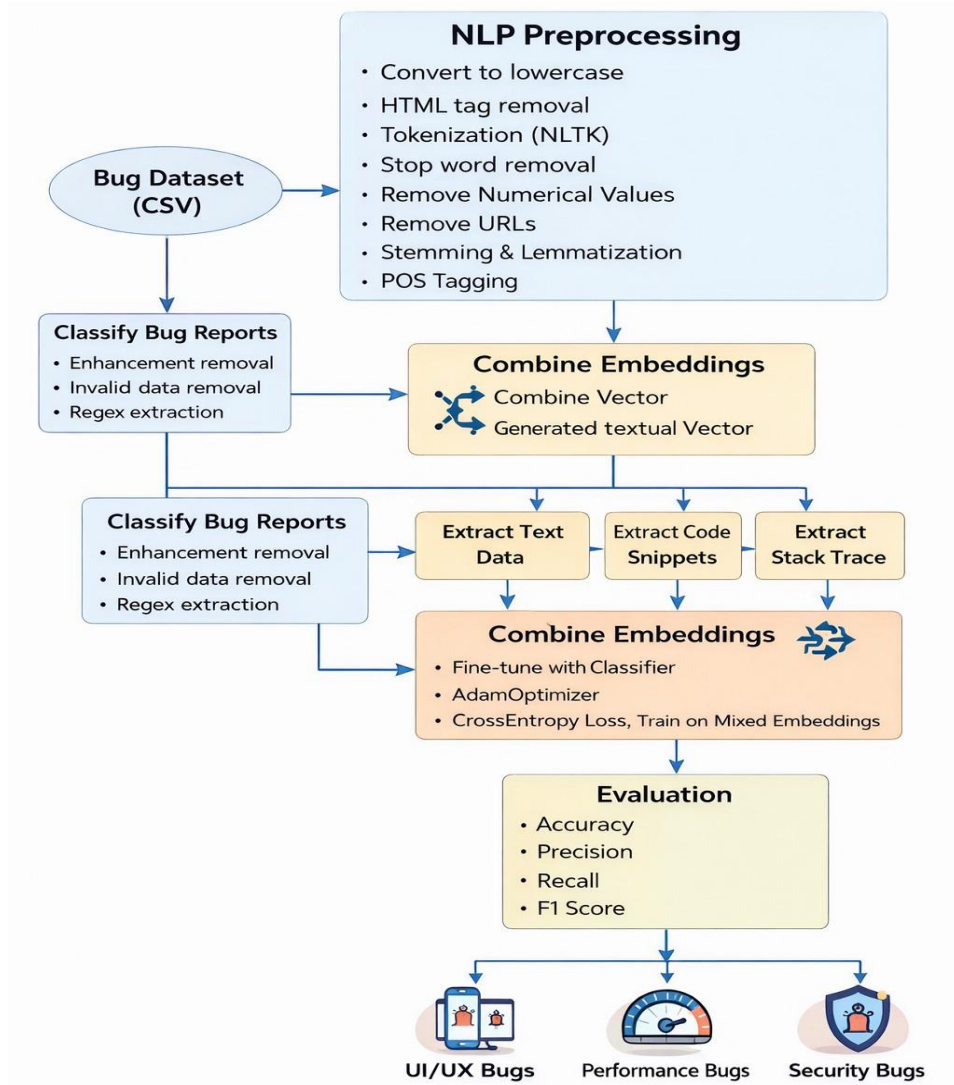 NLP Preprocessing
• Convert to lowercase
• HTML tag removal
• Tokenization (NLTK)
• Stop word removal
• Remove Numerical Values
• Remove URLs
• Stemming & Lemmatization
• POS Tagging
Bug Dataset
(CSV)
Classify Bug Reports
• Enhancement removal
• Invalid data removal
• Regex extraction
Combine Embeddings
Combine Vector
Generated textual Vector
Classify Bug Reports
• Enhancement removal
• Invalid data removal
• Regex extraction
Extract Text
Data
Extract Code
Snippets
Extract
Stack Trace
Combine Embeddings
• Fine-tune with Classifier
• AdamOptimizer
• CrossEntropy Loss, Train on Mixed Embeddings
Evaluation
• Accuracy
• Precision
• Recall
• F1 Score
UI/UX Bugs
Performance Bugs
Security Bugs